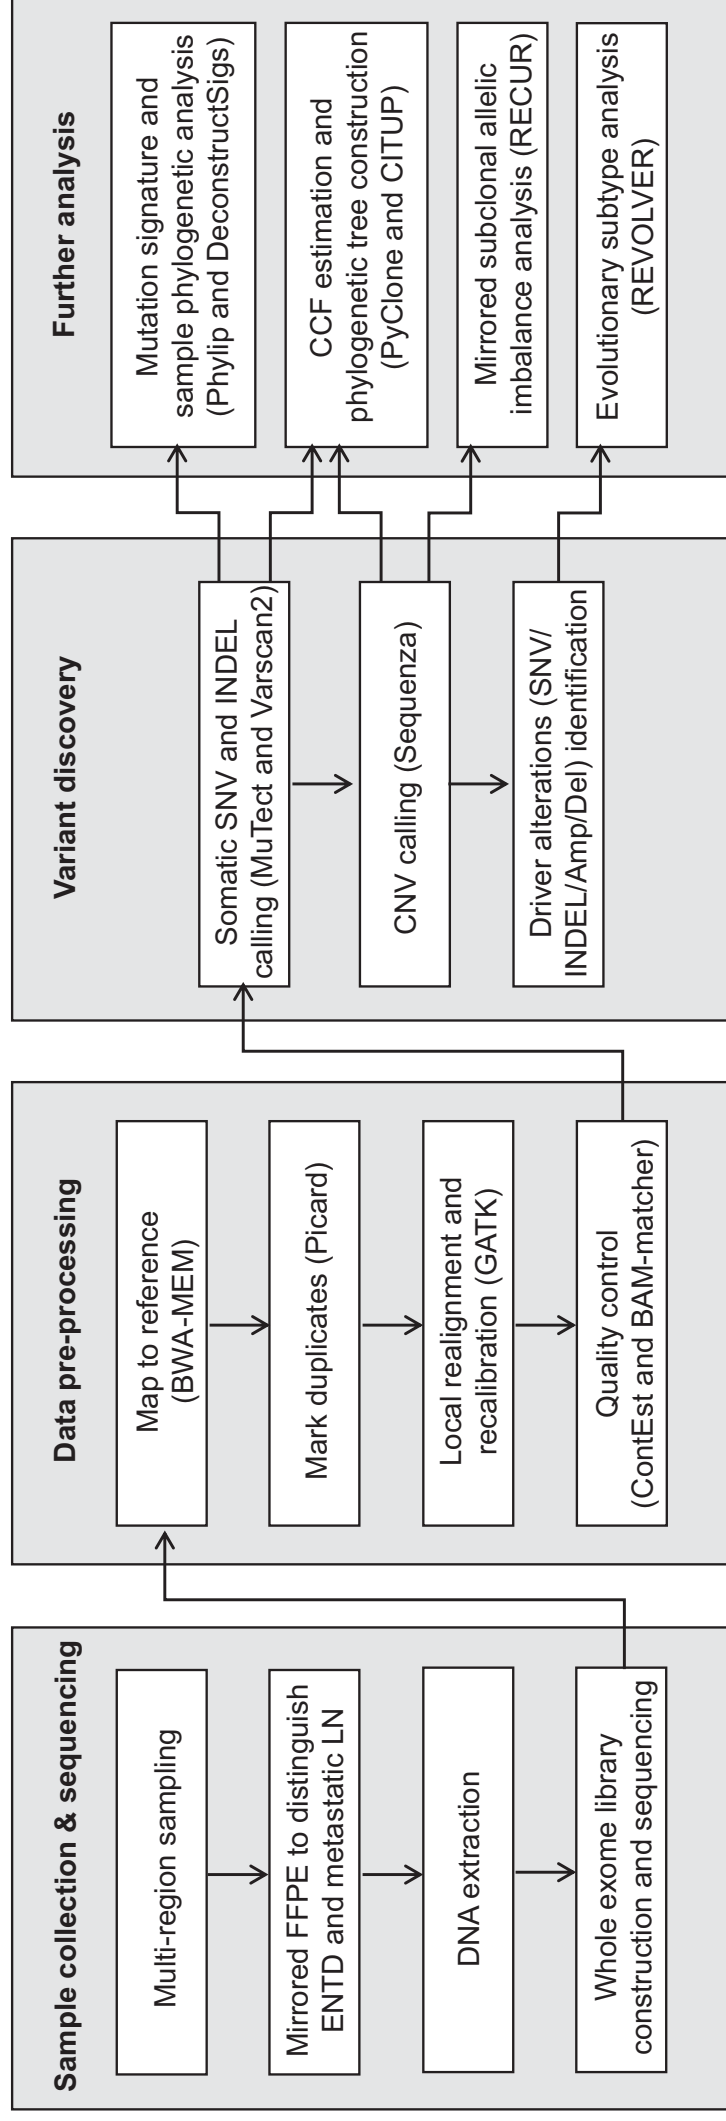 Sample collection & sequencing
Multi-region sampling
Mirrored FFPE to distinguish
ENTD and metastatic LN
DNA extraction
Whole exome library
construction and sequencing
Data pre-processing
Map to reference
(BWA-MEM)
Mark duplicates (Picard)
Local realignment and
recalibration (GATK)
Quality control
(ContEst and BAM-matcher)
Variant discovery
Somatic SNV and INDEL
calling (MuTect and Varscan2)
CNV calling (Sequenza)
Driver alterations (SNV/
INDEL/Amp/Del) identification
Further analysis
Mutation signature and
sample phylogenetic analysis
(Phylip and DeconstructSigs)
CCF estimation and
phylogenetic tree construction
(PyClone and CITUP)
Mirrored subclonal allelic
imbalance analysis (RECUR)
Evolutionary subtype analysis
(REVOLVER)